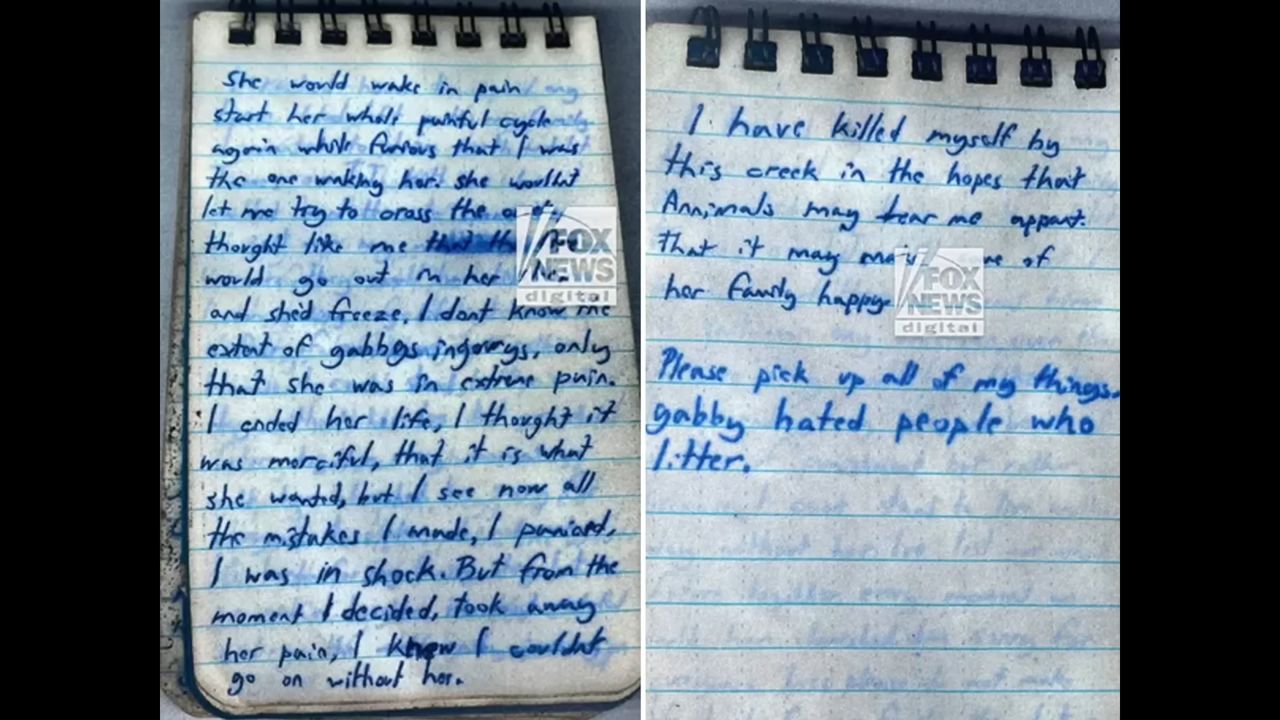 She would wake in pain
start her whole painful cycle
again while furious that I was
the one waking her. she wouldnt
let me try to cross the
thought like me
would go out in her
and she'd freeze, I dont know the
extent of gabbys ingourys, only
that she was in extreme pain.
I ended her life, I thought it
was merciful, that it is what
she wanted, but I see now all
the mistakes I made, I paniced,
I was in shock. But from the
moment I decided, took away
her pain, I knew I couldnt
go on without her.
FOX
NEWS
digital
I have killed myself by
this creek in the hopes that
Annimals may tear me appart.
that it may of
her family happy
FOX
NEWS
digital
Please pick up all of my things.
gabby hated people who
litter.